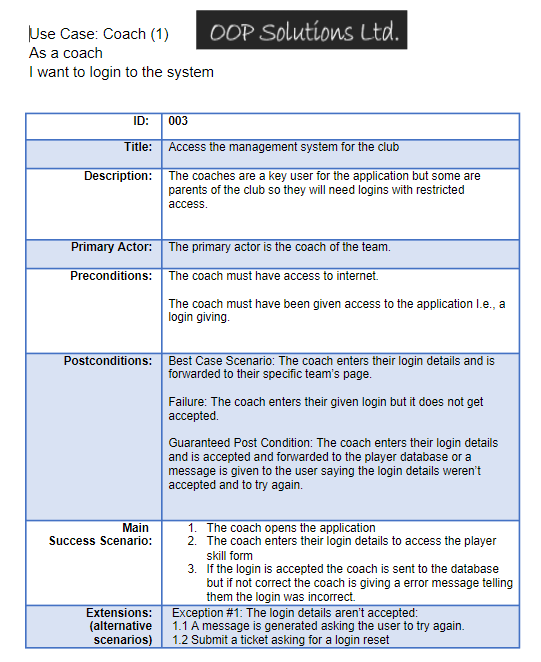 Use Case: Coach (1)
OOP Solutions Ltd.
As a coach
I want to login to the system
ID: 003
Title: Access the management system for the club
Description: The coaches are a key user for the application but some are
parents of the club so they will need logins with restricted
access.
Primary Actor: The primary actor is the coach of the team.
Preconditions: The coach must have access to internet.
The coach must have been given access to the application I.e., a
login giving.
Postconditions: Best Case Scenario: The coach enters their login details and is
forwarded to their specific team's page.
Failure: The coach enters their given login but it does not get
accepted.
Guaranteed Post Condition: The coach enters their login details
and is accepted and forwarded to the player database or a
message is given to the user saying the login details weren't
accepted and to try again.
Main
Success Scenario:
1. The coach opens the application
2. The coach enters their login details to access the player
skill form
3. If the login is accepted the coach is sent to the database
but if not correct the coach is giving a error message telling
them the login was incorrect.
Extensions:
(alternative
scenarios)
Exception #1: The login details aren't accepted:
1.1 A message is generated asking the user to try again.
1.2 Submit a ticket asking for a login reset